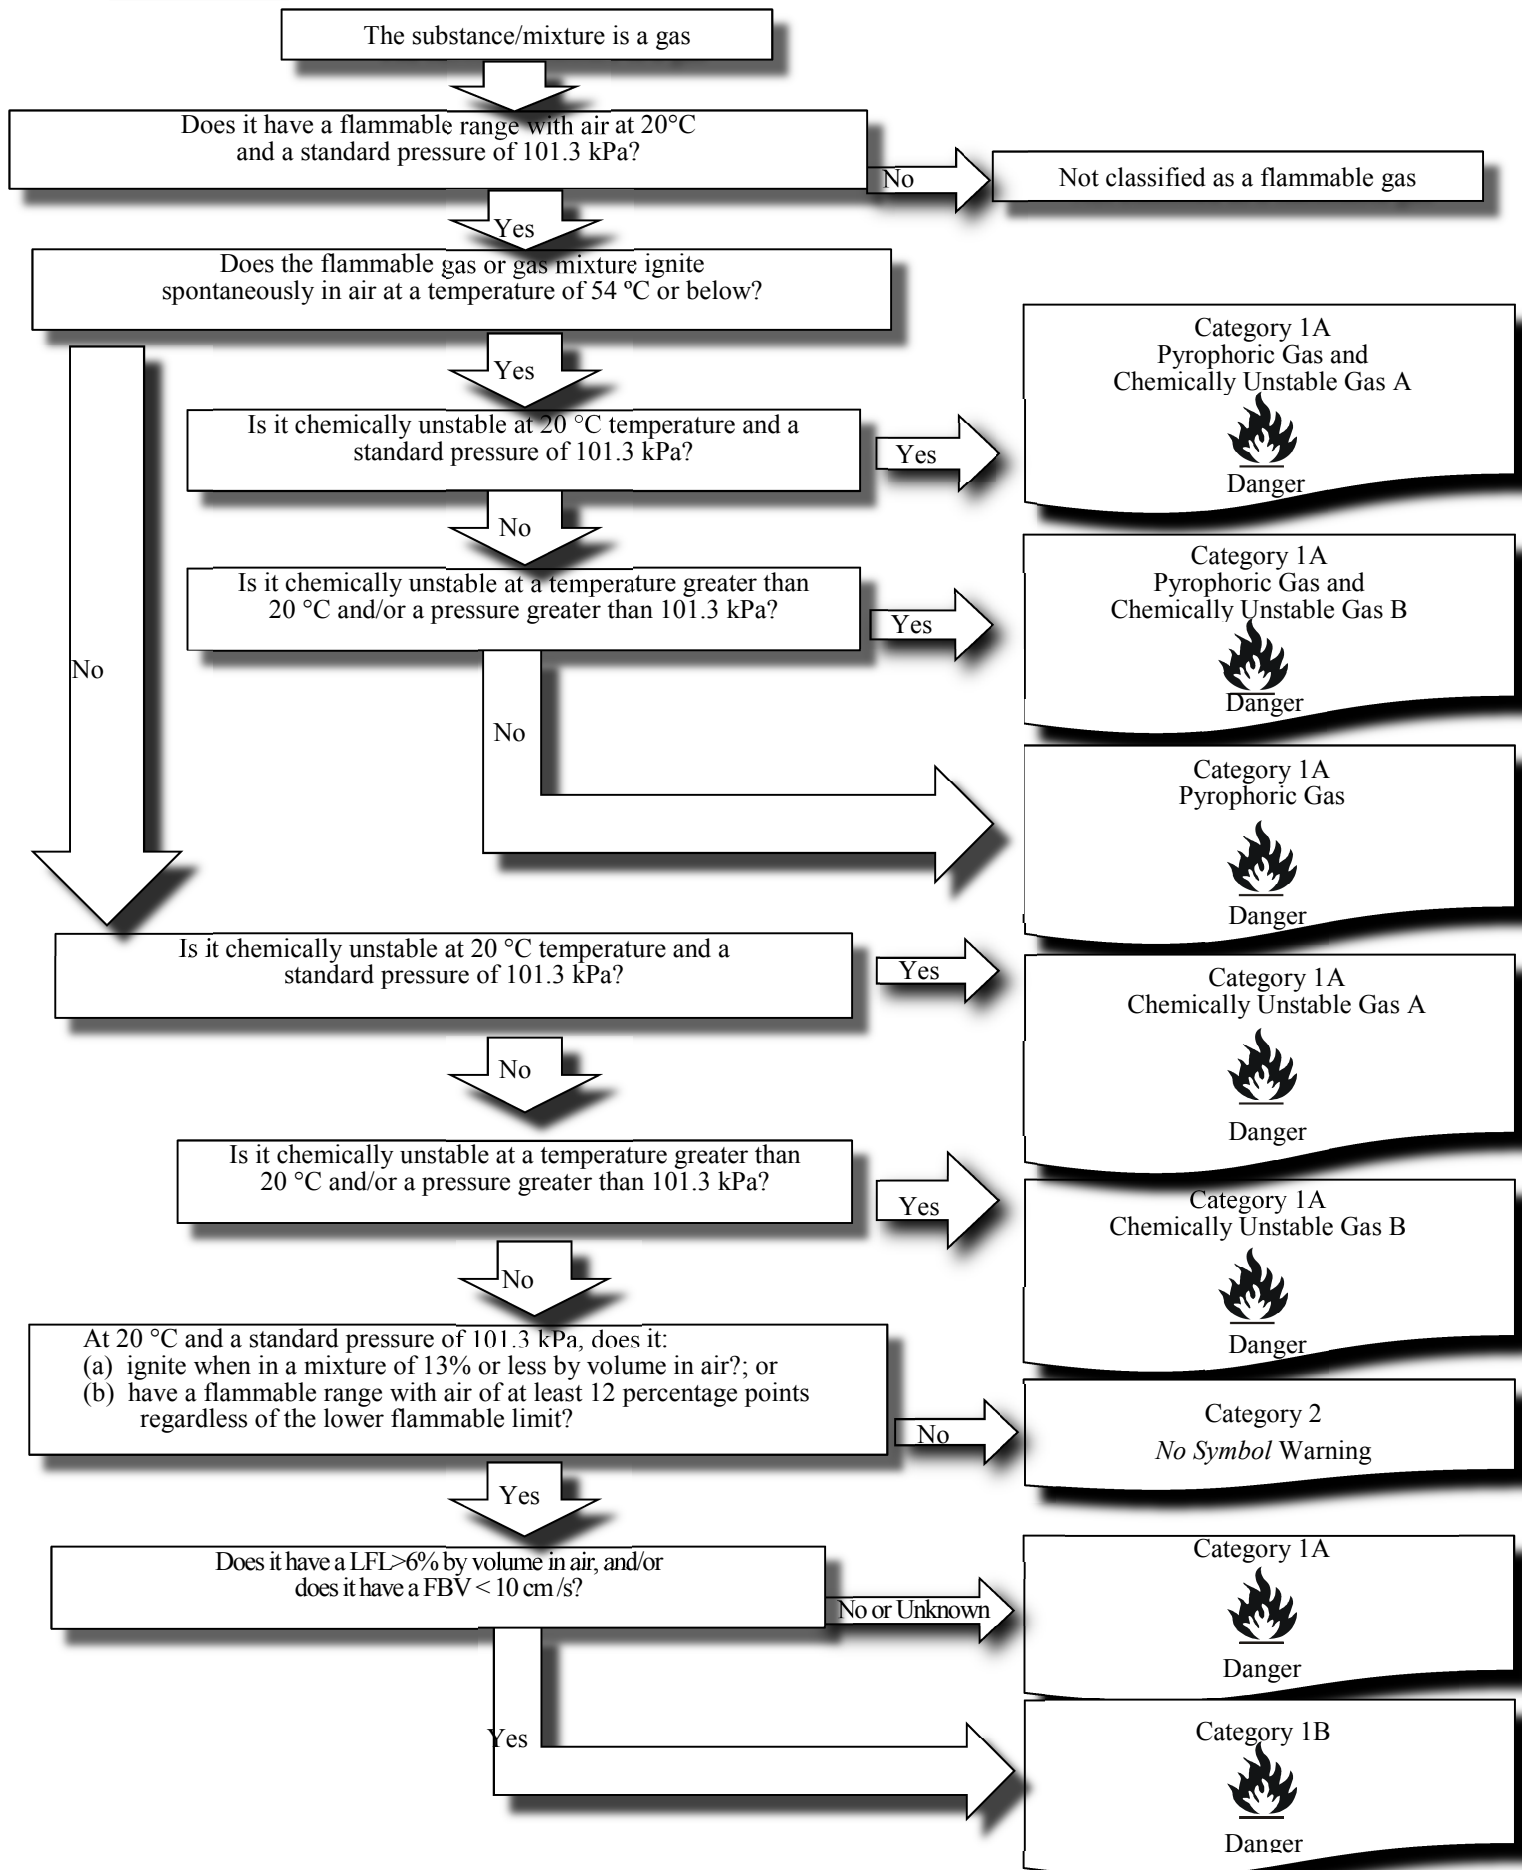 The substance/mixture is a gas
Does it have a flammable range with air at 20°C
and a standard pressure of 101.3 kPa?
No
Not classified as a flammable gas
Yes
Does the flammable gas or gas mixture ignite
spontaneously in air at a temperature of 54 ºC or below?
Yes
Category 1A
Pyrophoric Gas and
Chemically Unstable Gas A
Danger
Is it chemically unstable at 20 °C temperature and a
standard pressure of 101.3 kPa?
Yes
No
Is it chemically unstable at a temperature greater than
20 °C and/or a pressure greater than 101.3 kPa?
Yes
Category 1A
Pyrophoric Gas and
Chemically Unstable Gas B
Danger
No
No
Category 1A
Pyrophoric Gas
Danger
Is it chemically unstable at 20 °C temperature and a
standard pressure of 101.3 kPa?
Yes
Category 1A
Chemically Unstable Gas A
Danger
No
Is it chemically unstable at a temperature greater than
20 °C and/or a pressure greater than 101.3 kPa?
Yes
Category 1A
Chemically Unstable Gas B
Danger
No
At 20 °C and a standard pressure of 101.3 kPa, does it:
(a) ignite when in a mixture of 13% or less by volume in air?; or
(b) have a flammable range with air of at least 12 percentage points
regardless of the lower flammable limit?
No
Category 2
No Symbol Warning
Yes
Does it have a LFL>6% by volume in air, and/or
does it have a FBV < 10 cm /s?
No or Unknown
Category 1A
Danger
Yes
Category 1B
Danger